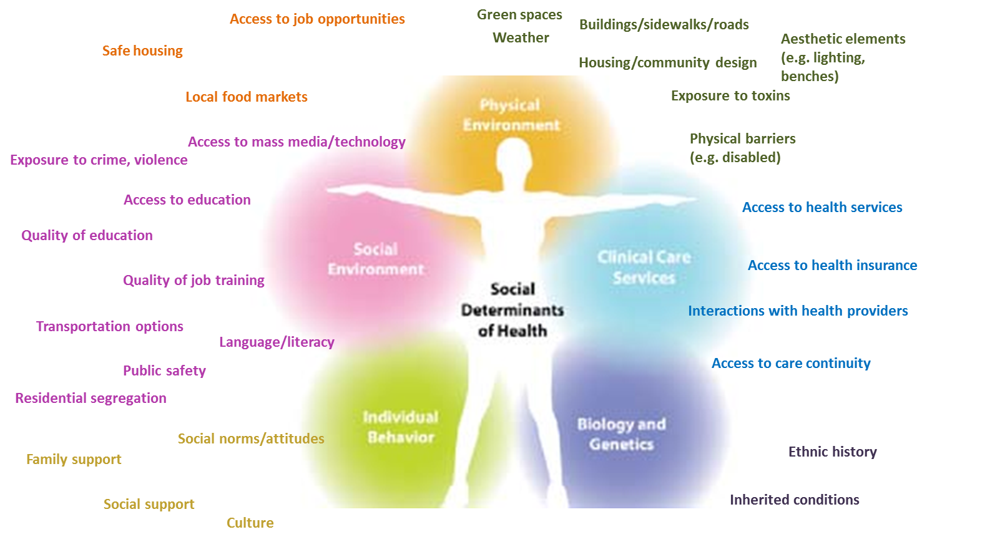 Access to job opportunities
Green spaces
Buildings/sidewalks/roads
Weather
Aesthetic elements
(e.g. lighting,
benches)
Safe housing
Housing/community design
Local food markets
Exposure to toxins
Physical
Environment
Access to mass media/technology
Physical barriers
(e.g. disabled)
Exposure to crime, violence
Access to education
Access to health services
Quality of education
Social
Environment
Clinical Care
Services
Access to health insurance
Quality of job training
Social
Determinants
of Health
Interactions with health providers
Transportation options
Language/literacy
Access to care continuity
Public safety
Residential segregation
Individual
Behavior
Biology and
Genetics
Social norms/attitudes
Ethnic history
Family support
Social support
Inherited conditions
Culture